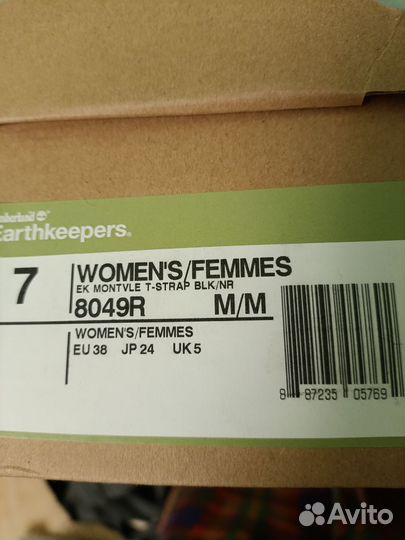 Earthkeepers.
7
WOMEN'S/FEMMES
EK MONTVLE T-STRAP BLK/NR
8049R M/M
WOMEN'S/FEMMES
EU 38 JP 24 UK 5
8 87235 05769
Avito